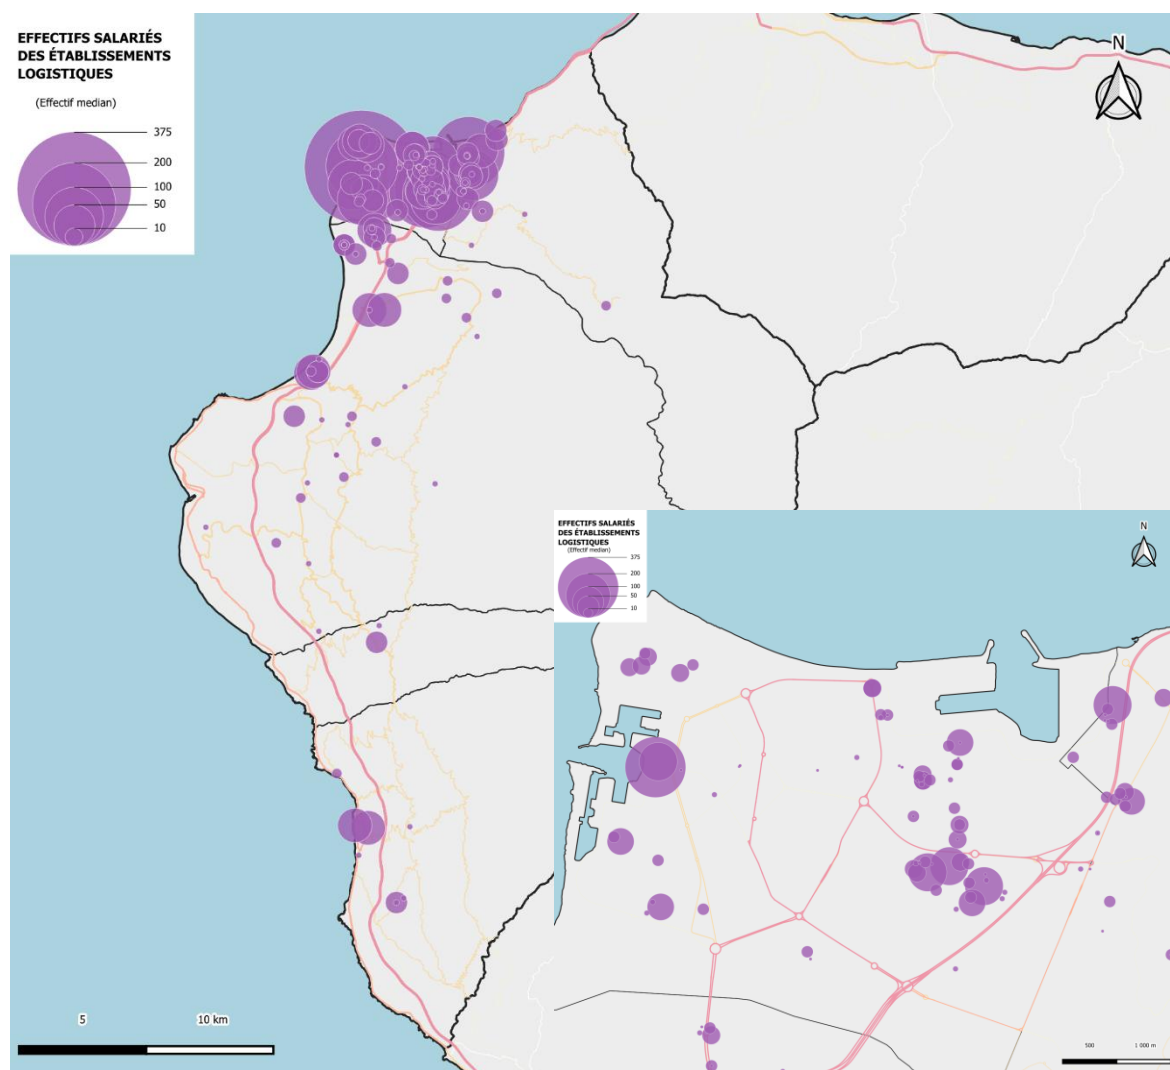 EFFECTIFS SALARIÉS
DES ÉTABLISSEMENTS
LOGISTIQUES
(Effectif median)
375
200
100
50
10
N
5
10 km
EFFECTIFS SALARIÉS
DES ÉTABLISSEMENTS
LOGISTIQUES
(Effectif median)
375
200
100
50
10
N
500
1 000 m